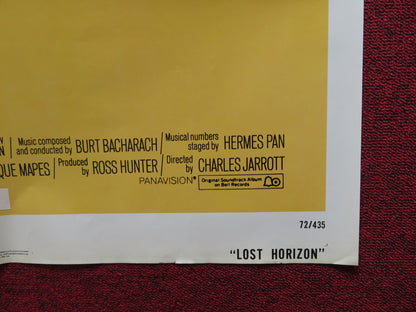 Music composed and conducted by BURT BACHARACH / Musical numbers staged by HERMES PAN
QUE MAPES / Produced by ROSS HUNTER / Directed by CHARLES JARROTT
PANAVISION®
Original Soundtrack Album
on Bell Records
72/435
"LOST HORIZON"